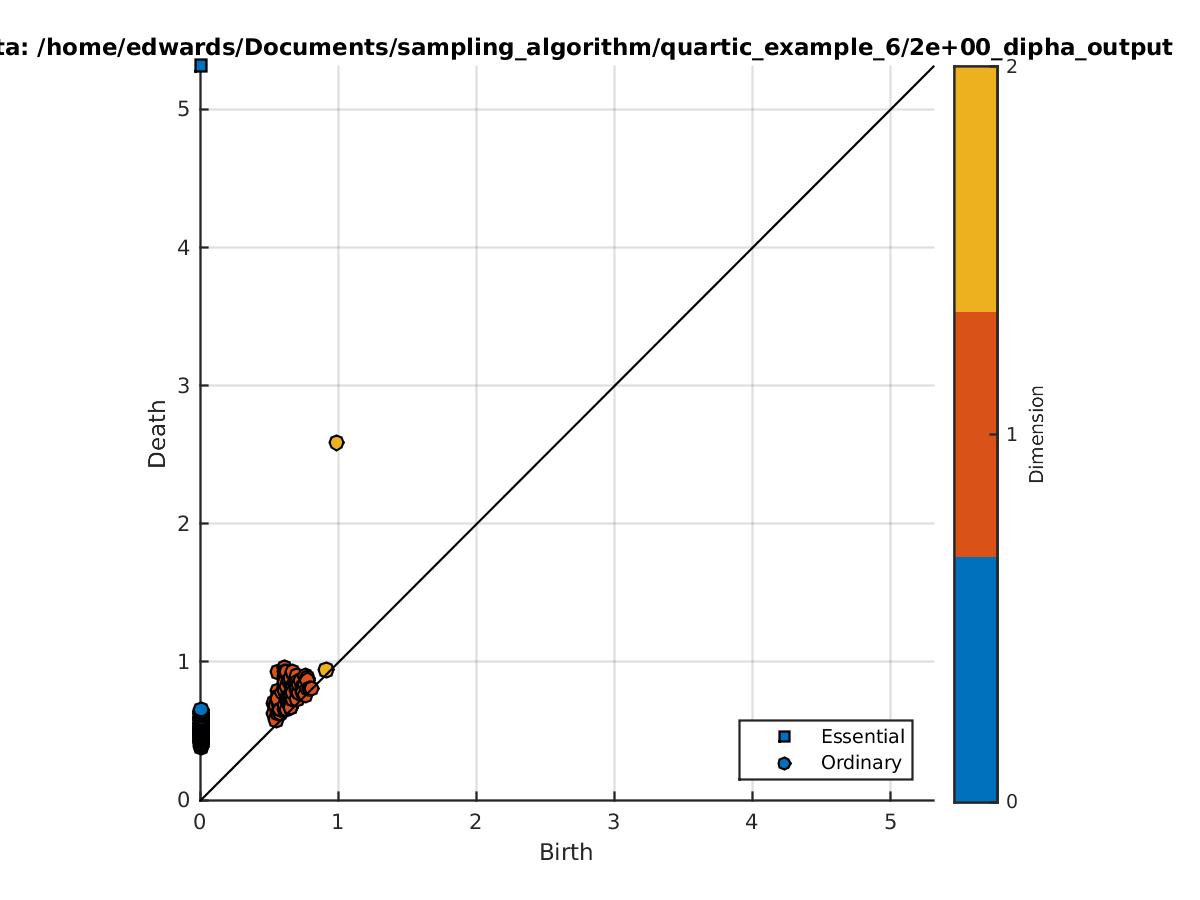 ta: /home/edwards/Documents/sampling_algorithm/quartic_example_6/2e+00_dipha_output
5
4
3
2
1
0
Death
0 1 2 3 4 5
Birth
Essential
Ordinary
2
1
0
Dimension